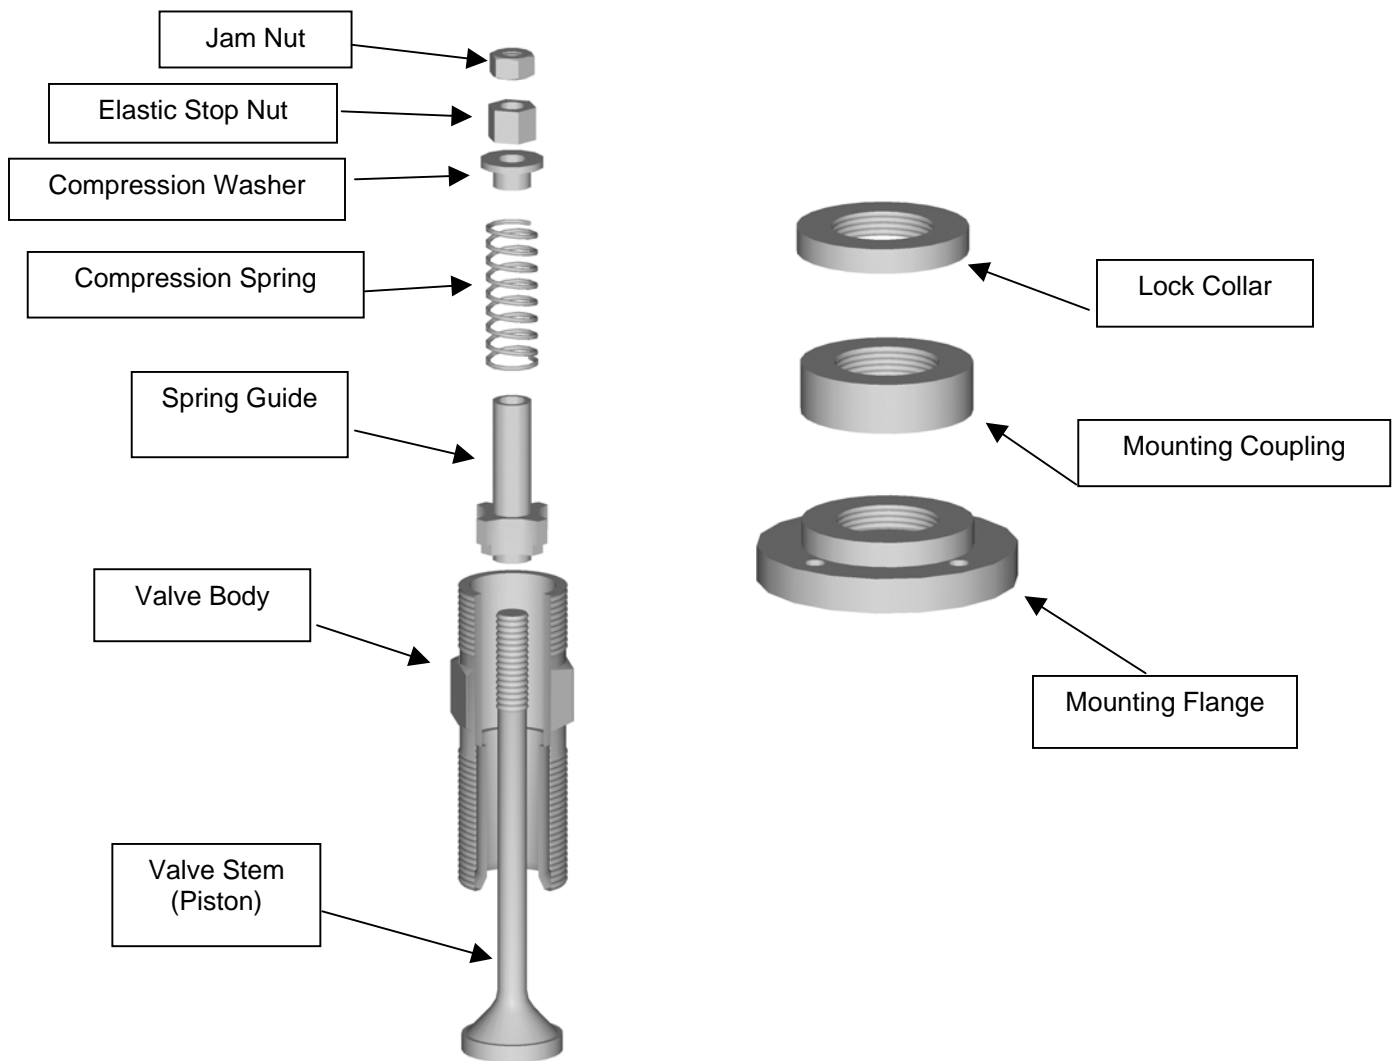 Jam Nut
Elastic Stop Nut
Compression Washer
Compression Spring
Spring Guide
Valve Body
Valve Stem
(Piston)
Lock Collar
Mounting Coupling
Mounting Flange